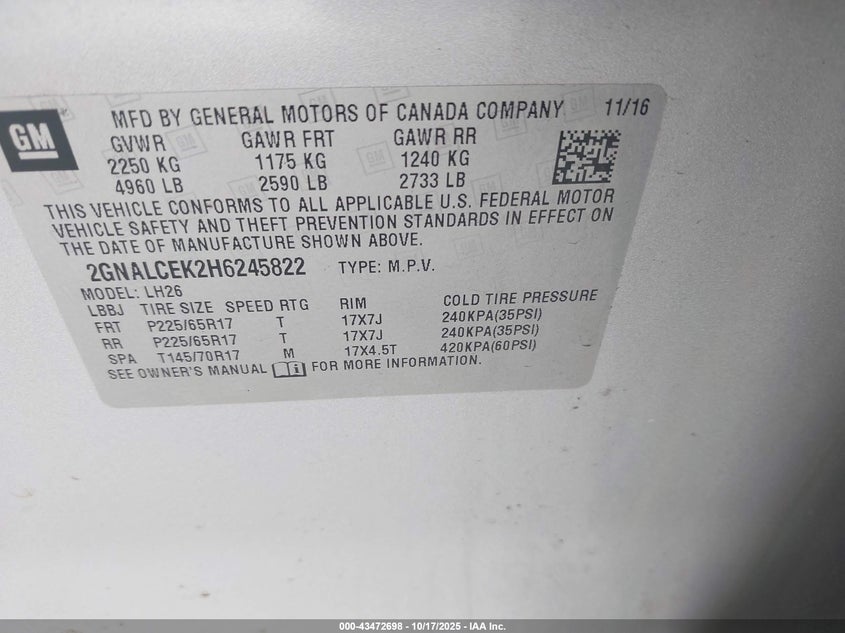 GM
MFD BY GENERAL MOTORS OF CANADA COMPANY 11/16
GVWR GAWR FRT GAWR RR
2250 KG 1175 KG 1240 KG
4960 LB 2590 LB 2733 LB
THIS VEHICLE CONFORMS TO ALL APPLICABLE U.S. FEDERAL MOTOR
VEHICLE SAFETY AND THEFT PREVENTION STANDARDS IN EFFECT ON
THE DATE OF MANUFACTURE SHOWN ABOVE.
2GNALCEK2H6245822 TYPE: M.P.V.
MODEL: LH26
LBBJ TIRE SIZE SPEED RTG RIM COLD TIRE PRESSURE
FRT P225/65R17 T 17X7J 240KPA(35PSI)
RR P225/65R17 T 17X7J 240KPA(35PSI)
SPA T145/70R17 M 17X4.5T 420KPA(60PSI)
SEE OWNER'S MANUAL FOR MORE INFORMATION.
000-43472698 - 10/17/2025 - IAA Inc.